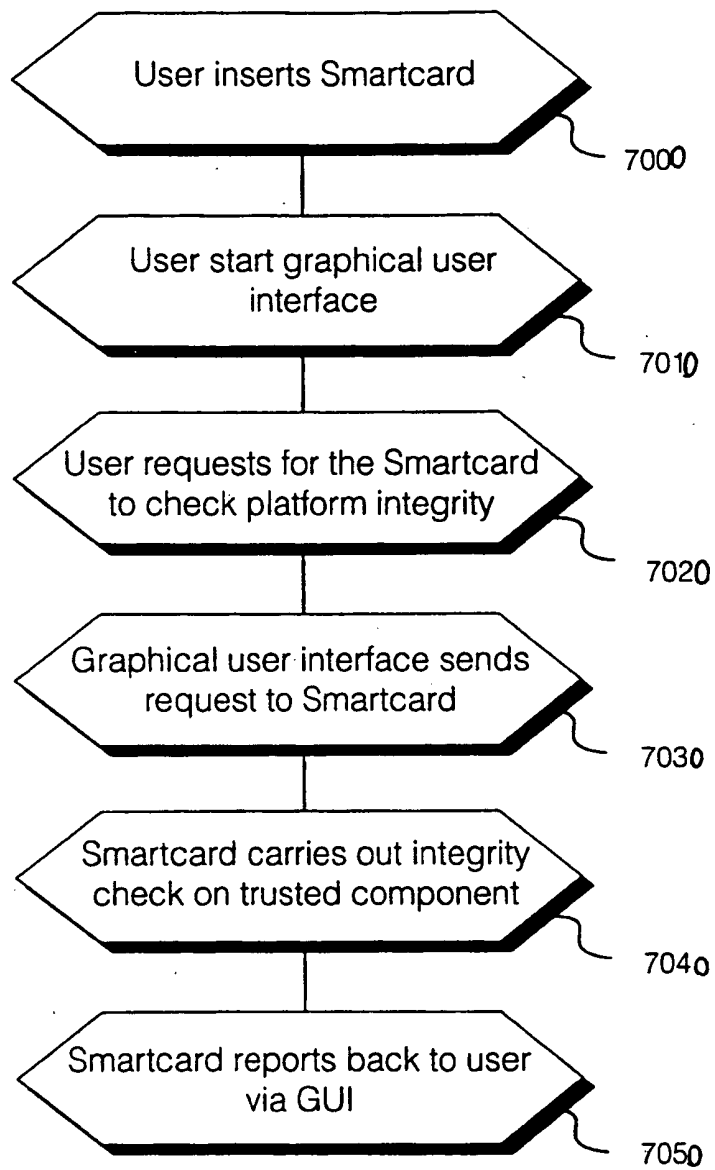 User inserts Smartcard
7000
User start graphical user
interface
7010
User requests for the Smartcard
to check platform integrity
7020
Graphical user interface sends
request to Smartcard
7030
Smartcard carries out integrity
check on trusted component
7040
Smartcard reports back to user
via GUI
7050